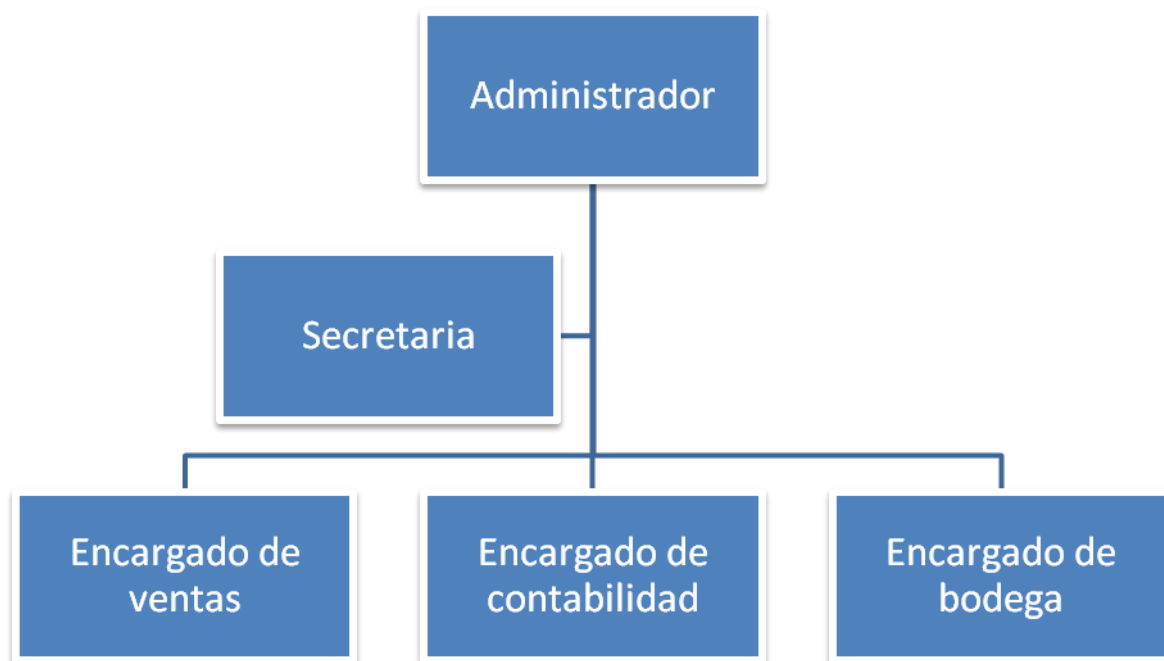 Administrador
Secretaria
Encargado de
ventas
Encargado de
contabilidad
Encargado de
bodega